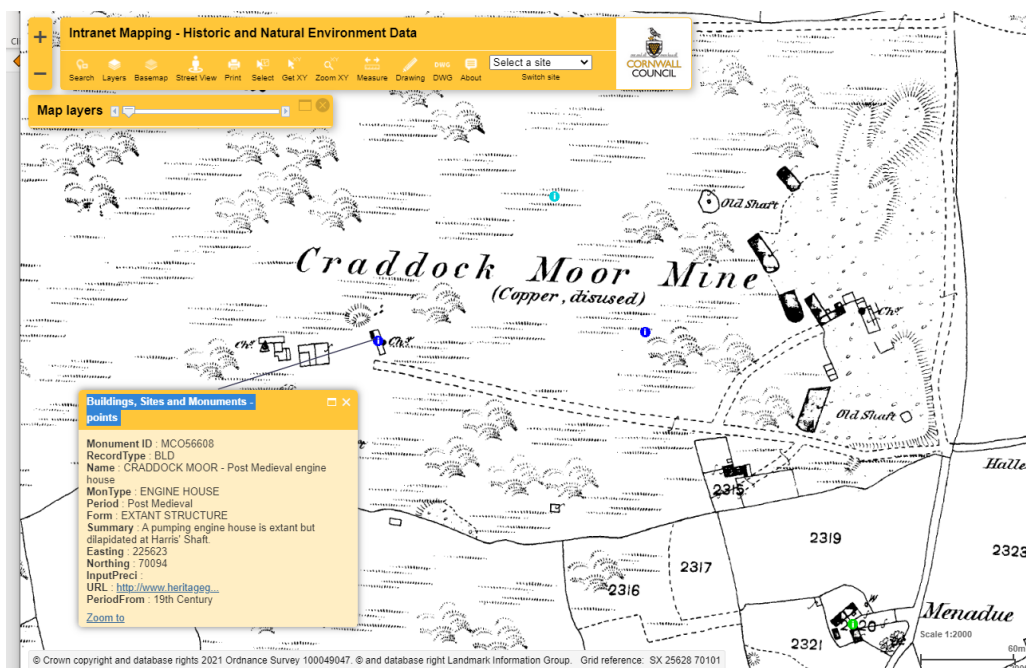 Intranet Mapping - Historic and Natural Environment Data
Search Layers Basemap Street View Print Select Get XY Zoom XY Measure Drawing DWG DWG About
Select a site
Switch site
CORNWALL
COUNCIL
Map layers
Old Shaft
Craddock Moor Mine
(Copper, disused)
Chy.
Chy.
Chy.
Old Shaft
Buildings, Sites and Monuments -
points
Monument ID : MCO56608
RecordType : BLD
Name : CRADDOCK MOOR - Post Medieval engine
house
MonType : ENGINE HOUSE
Period : Post Medieval
Form : EXTANT STRUCTURE
Summary : A pumping engine house is extant but
dilapidated at Harris' Shaft.
Easting : 225623
Northing : 70094
InputPreci :
URL : http://www.heritageg...
PeriodFrom : 19th Century
Zoom to
2315
2319
2317
2316
2321
W
Menadue
Scale 1:2000
60m
© Crown copyright and database rights 2021 Ordnance Survey 100049047. © and database right Landmark Information Group. Grid reference: SX 25628 70101